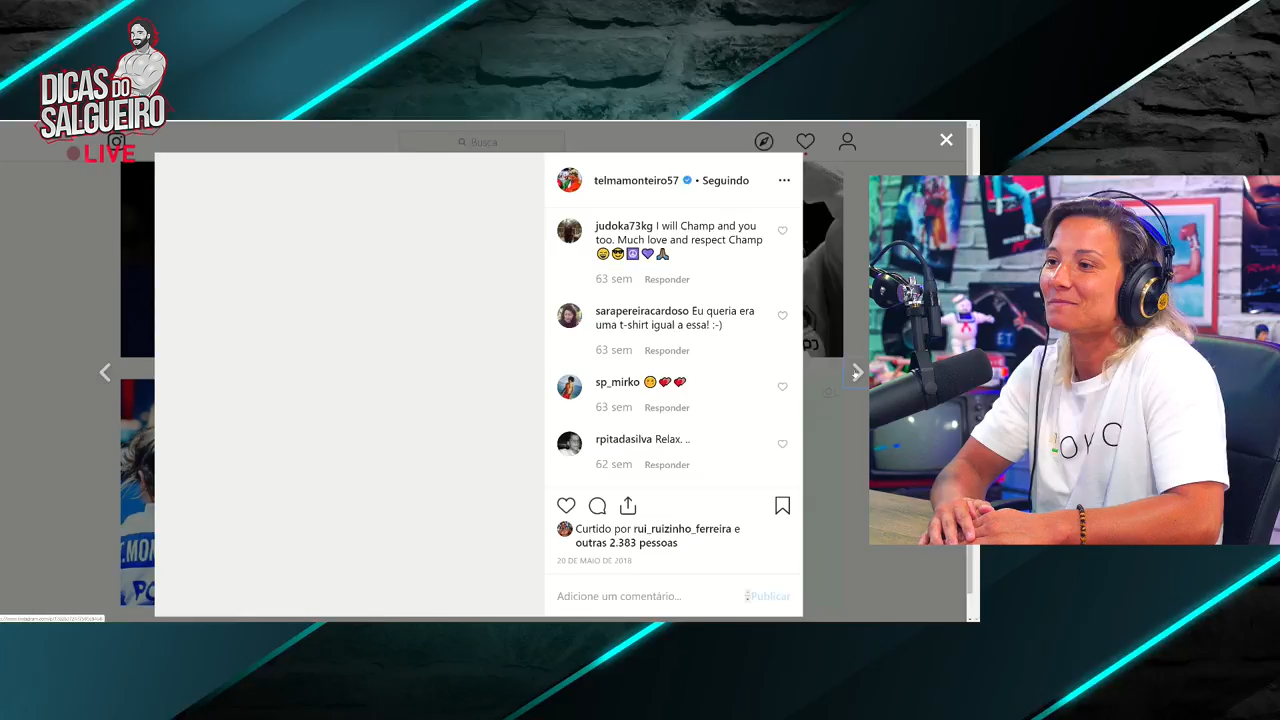 DICAS DO
SALGUEIRO
LIVE
Busca
telmamonteiro57 • Seguindo
judoka73kg I will Champ and you
too. Much love and respect Champ
😄😎☮💜🙏🏾
63 sem Responder
sarapereiracardoso Eu queria era
uma t-shirt igual a essa! :-)
63 sem Responder
sp_mirko 😍💕💕
63 sem Responder
rpitadasilva Relax. ..
62 sem Responder
Curtido por rui_ruizinho_ferreira e
outras 2.383 pessoas
20 DE MAIO DE 2018
Adicione um comentário... Publicar
E.T.